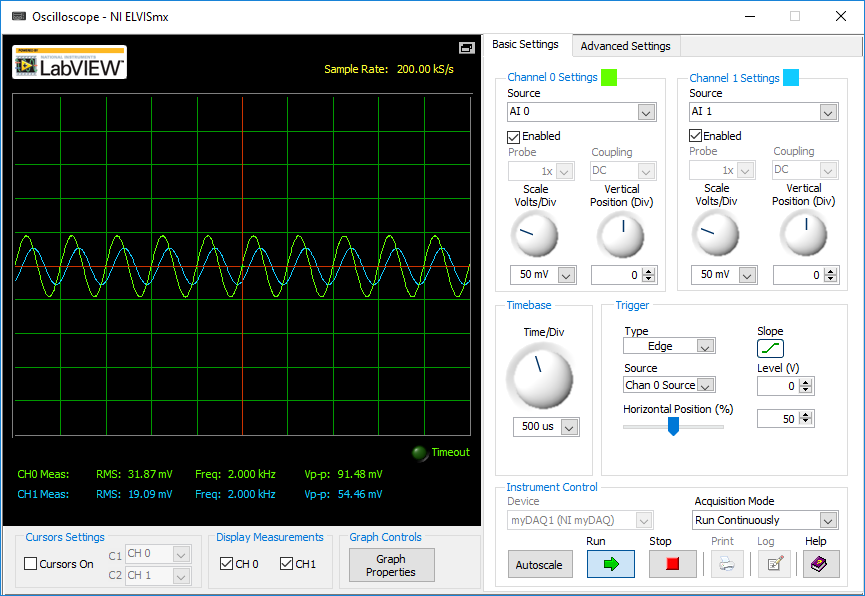 Oscilloscope - NI ELVISmx
POWERED BY
NATIONAL INSTRUMENTS
LabVIEW™
Sample Rate: 200.00 kS/s
Timeout
CH0 Meas: RMS: 31.87 mV Freq: 2.000 kHz Vp-p: 91.48 mV
CH1 Meas: RMS: 19.09 mV Freq: 2.000 kHz Vp-p: 54.46 mV
Cursors Settings
Cursors On
C1 CH 0
C2 CH 1
Display Measurements
CH 0 CH1
Graph Controls
Graph
Properties
Basic Settings Advanced Settings
Channel 0 Settings
Source
AI 0
Enabled
Probe Coupling
1x DC
Scale Vertical
Volts/Div Position (Div)
50 mV 0
Channel 1 Settings
Source
AI 1
Enabled
Probe Coupling
1x DC
Scale Vertical
Volts/Div Position (Div)
50 mV 0
Timebase
Time/Div
500 us
Trigger
Type Slope
Edge
Source Level (V)
Chan 0 Source 0
Horizontal Position (%)
50
Instrument Control
Device Acquisition Mode
myDAQ1 (NI myDAQ) Run Continuously
Run Stop Print Log Help
Autoscale